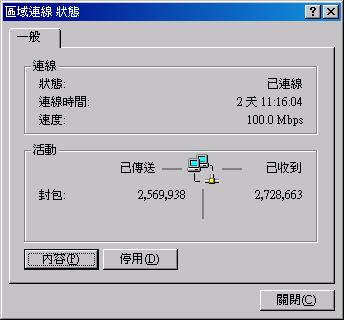 區域連線 狀態
一般
連線
狀態: 已連線
連線時間: 2 天 11:16:04
速度: 100.0 Mbps
活動
已傳送 已收到
封包: 2,569,938 2,728,663
內容(P) 停用(D)
關閉(C)